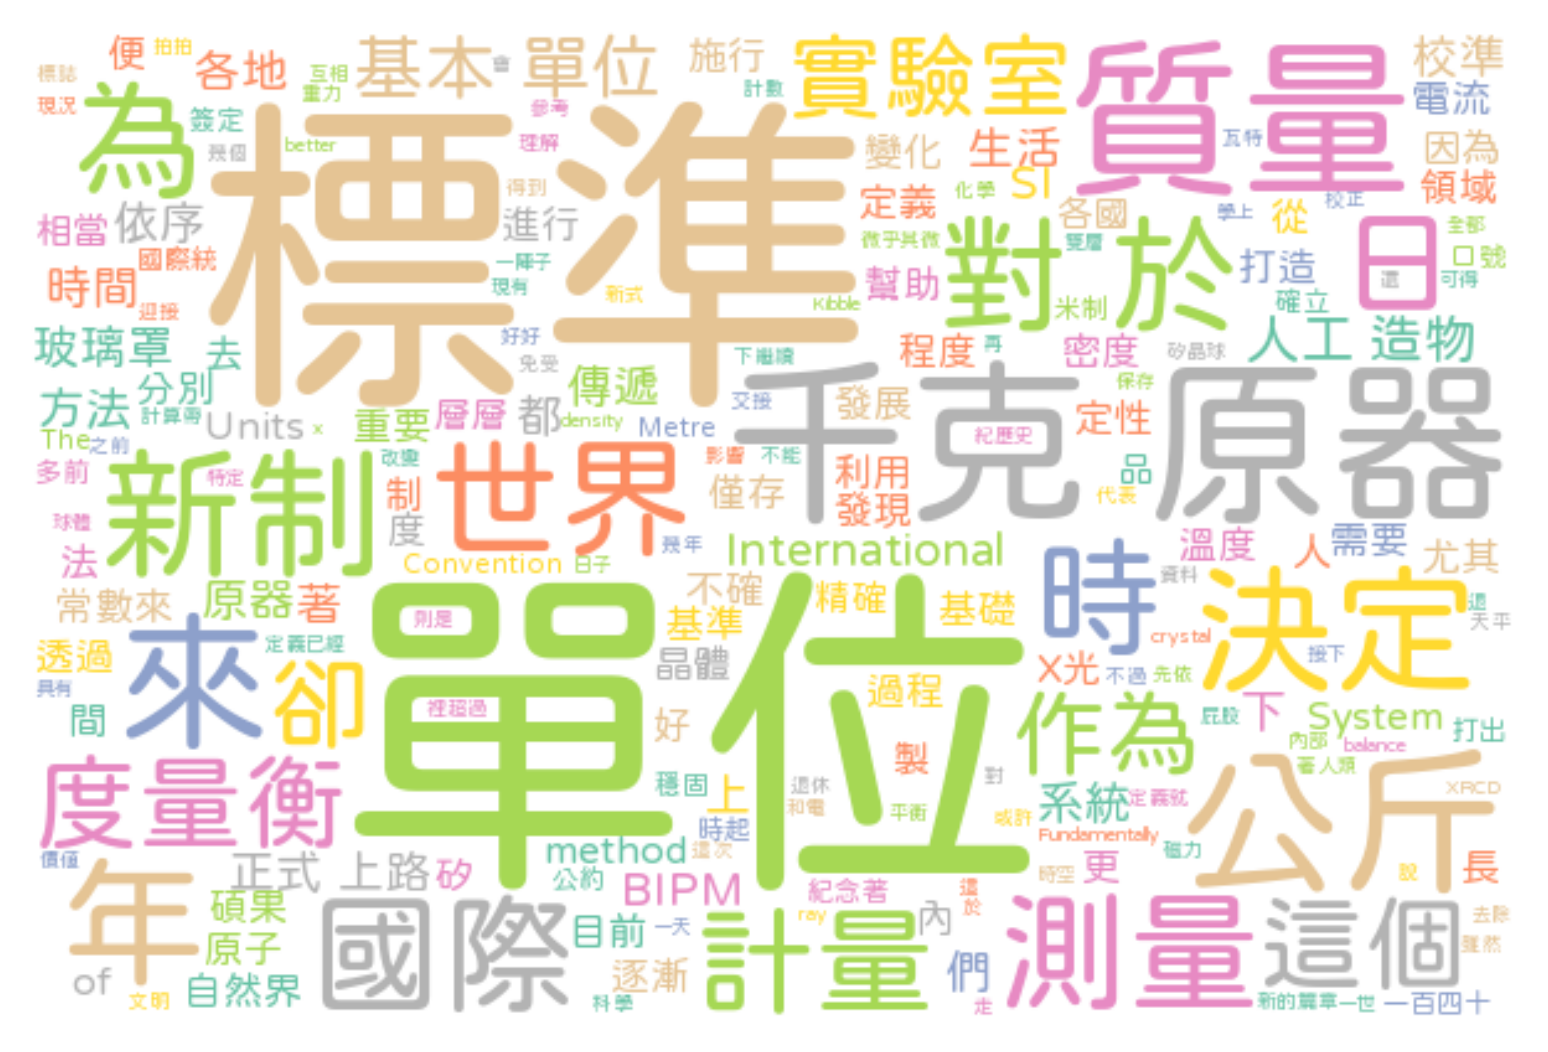 便
拍拍
各地
基本
會
單位
施行
實驗室
質量
校準
標誌
互相
重力
計數
電流
現況
為
簽定
幾個
better
標準
參考
理解
變化
生活
瓦特
因為
得到
定義
化學
SI
各國
學上
校正
從
領域
相當
依序
進行
微乎其微
對於
雙層
日
還
全都
口號
可得
國際統
時間
迎接
一陣子
現有
新式
幫助
Kibble
米制
打造
確立
玻璃罩
去
好好
免受
下繼續
程度
再
密度
矽晶球
人工
造物
方法
分別
計算需
傳遞
交接
發展
千克
原器
保存
定性
Units
x
重要
層層
都
density
Metre
紀歷史
The
之前
多前
新制
特定
改變
制
世界
影響
不能
利用
品
代表
僅存
發現
球體
度
幾年
法
Convention
日子
International
時
溫度
人
需要
尤其
資料
常數來
原器
著
單位
則是
不確
基準
精確
基礎
決定
退
天平
crystal
透過
來
定義已經
卻
晶體
過程
X光
不過
先依
接下
具有
間
裡超過
好
作為
屁股
下
System
打出
內部
balance
著人類
度量衡
製
穩固
上
退休
和電
對
平衡
或許
系統
定義就
公斤
XRCD
時起
Fundamentally
價值
年
正式
上路
矽
method
這次
公約
BIPM
紀念著
這於
時空
更
磁力
說
長
碩果
原子
國際
目前
一天
計量
ray
內
測量
這個
去除
雖然
of
文明
自然界
逐漸
科學
們
走
新的篇章一世
一百四十